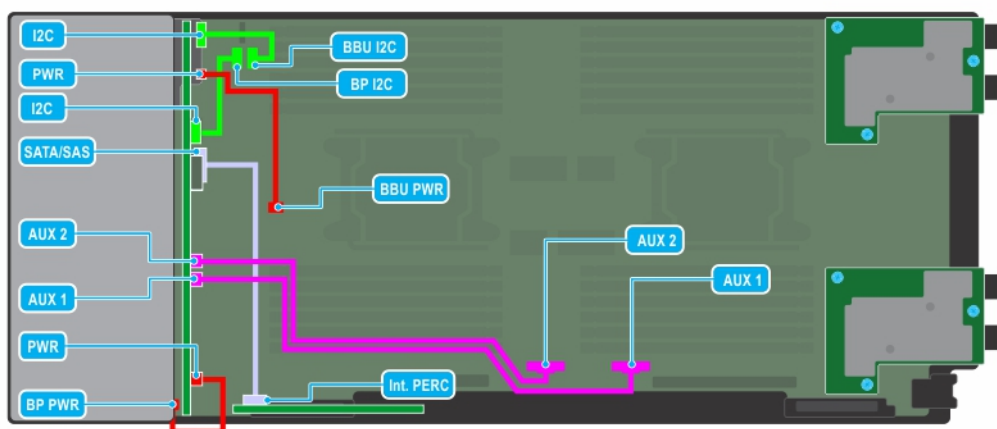 I2C
BBU I2C
PWR
BP I2C
I2C
SATA/SAS
BBU PWR
AUX 2
AUX 2
AUX 1
AUX 1
PWR
Int. PERC
BP PWR